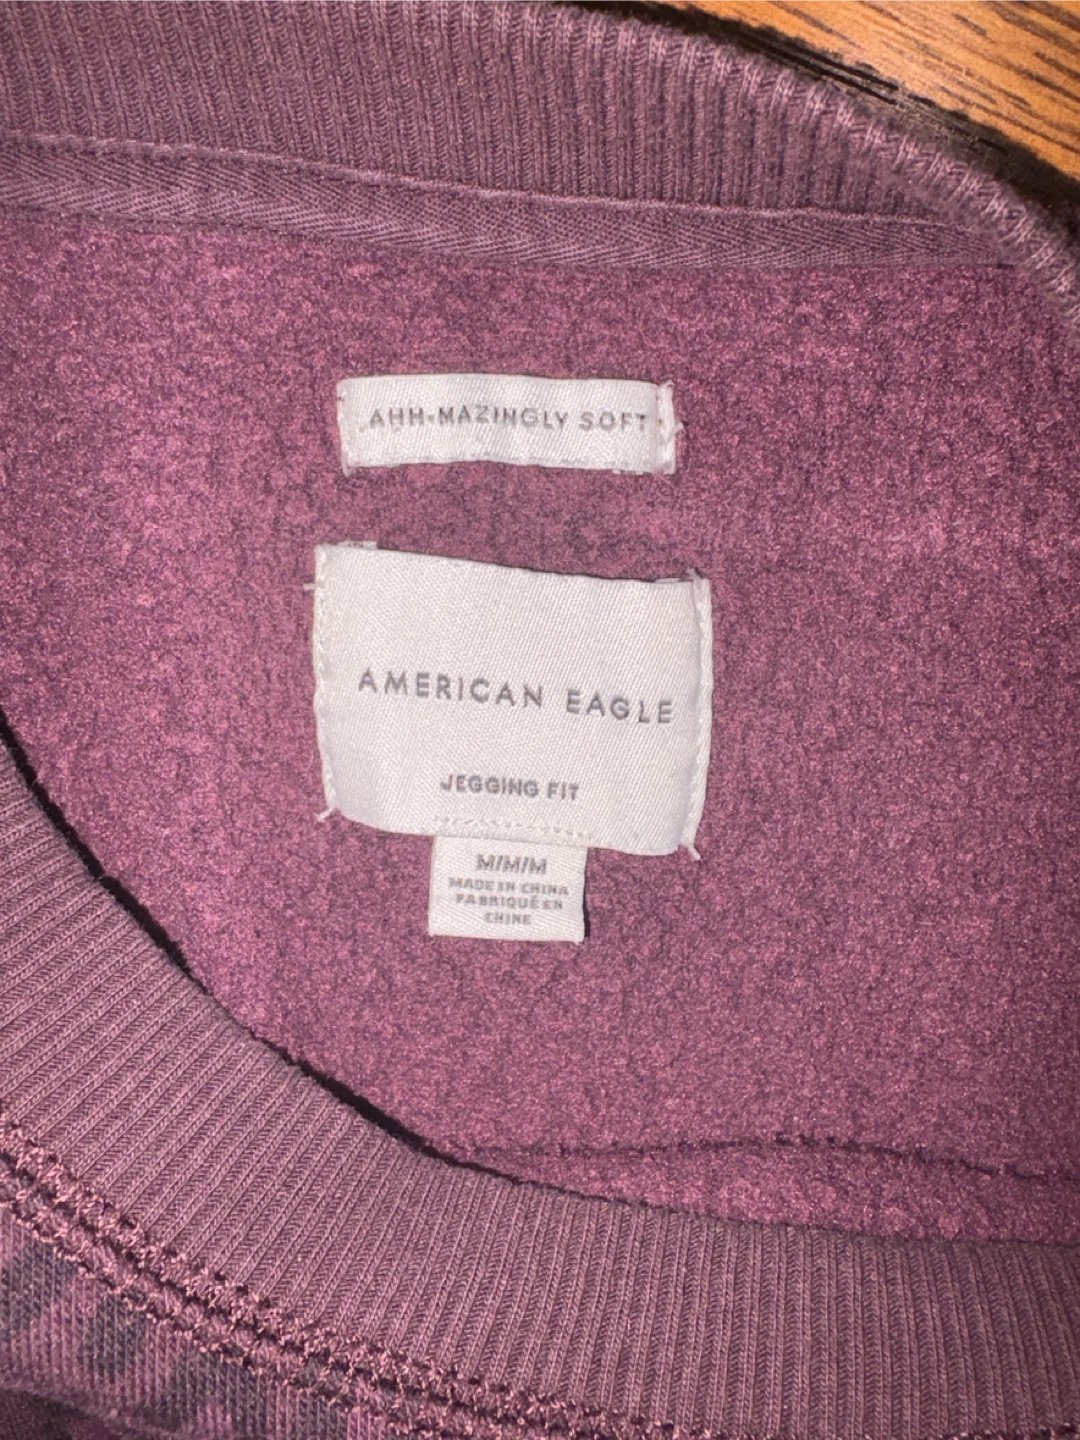 AHH-MAZINGLY SOFT
AMERICAN EAGLE
JEGGING FIT
M/M/M
MADE IN CHINA
FABRIQUÉ EN
CHINE